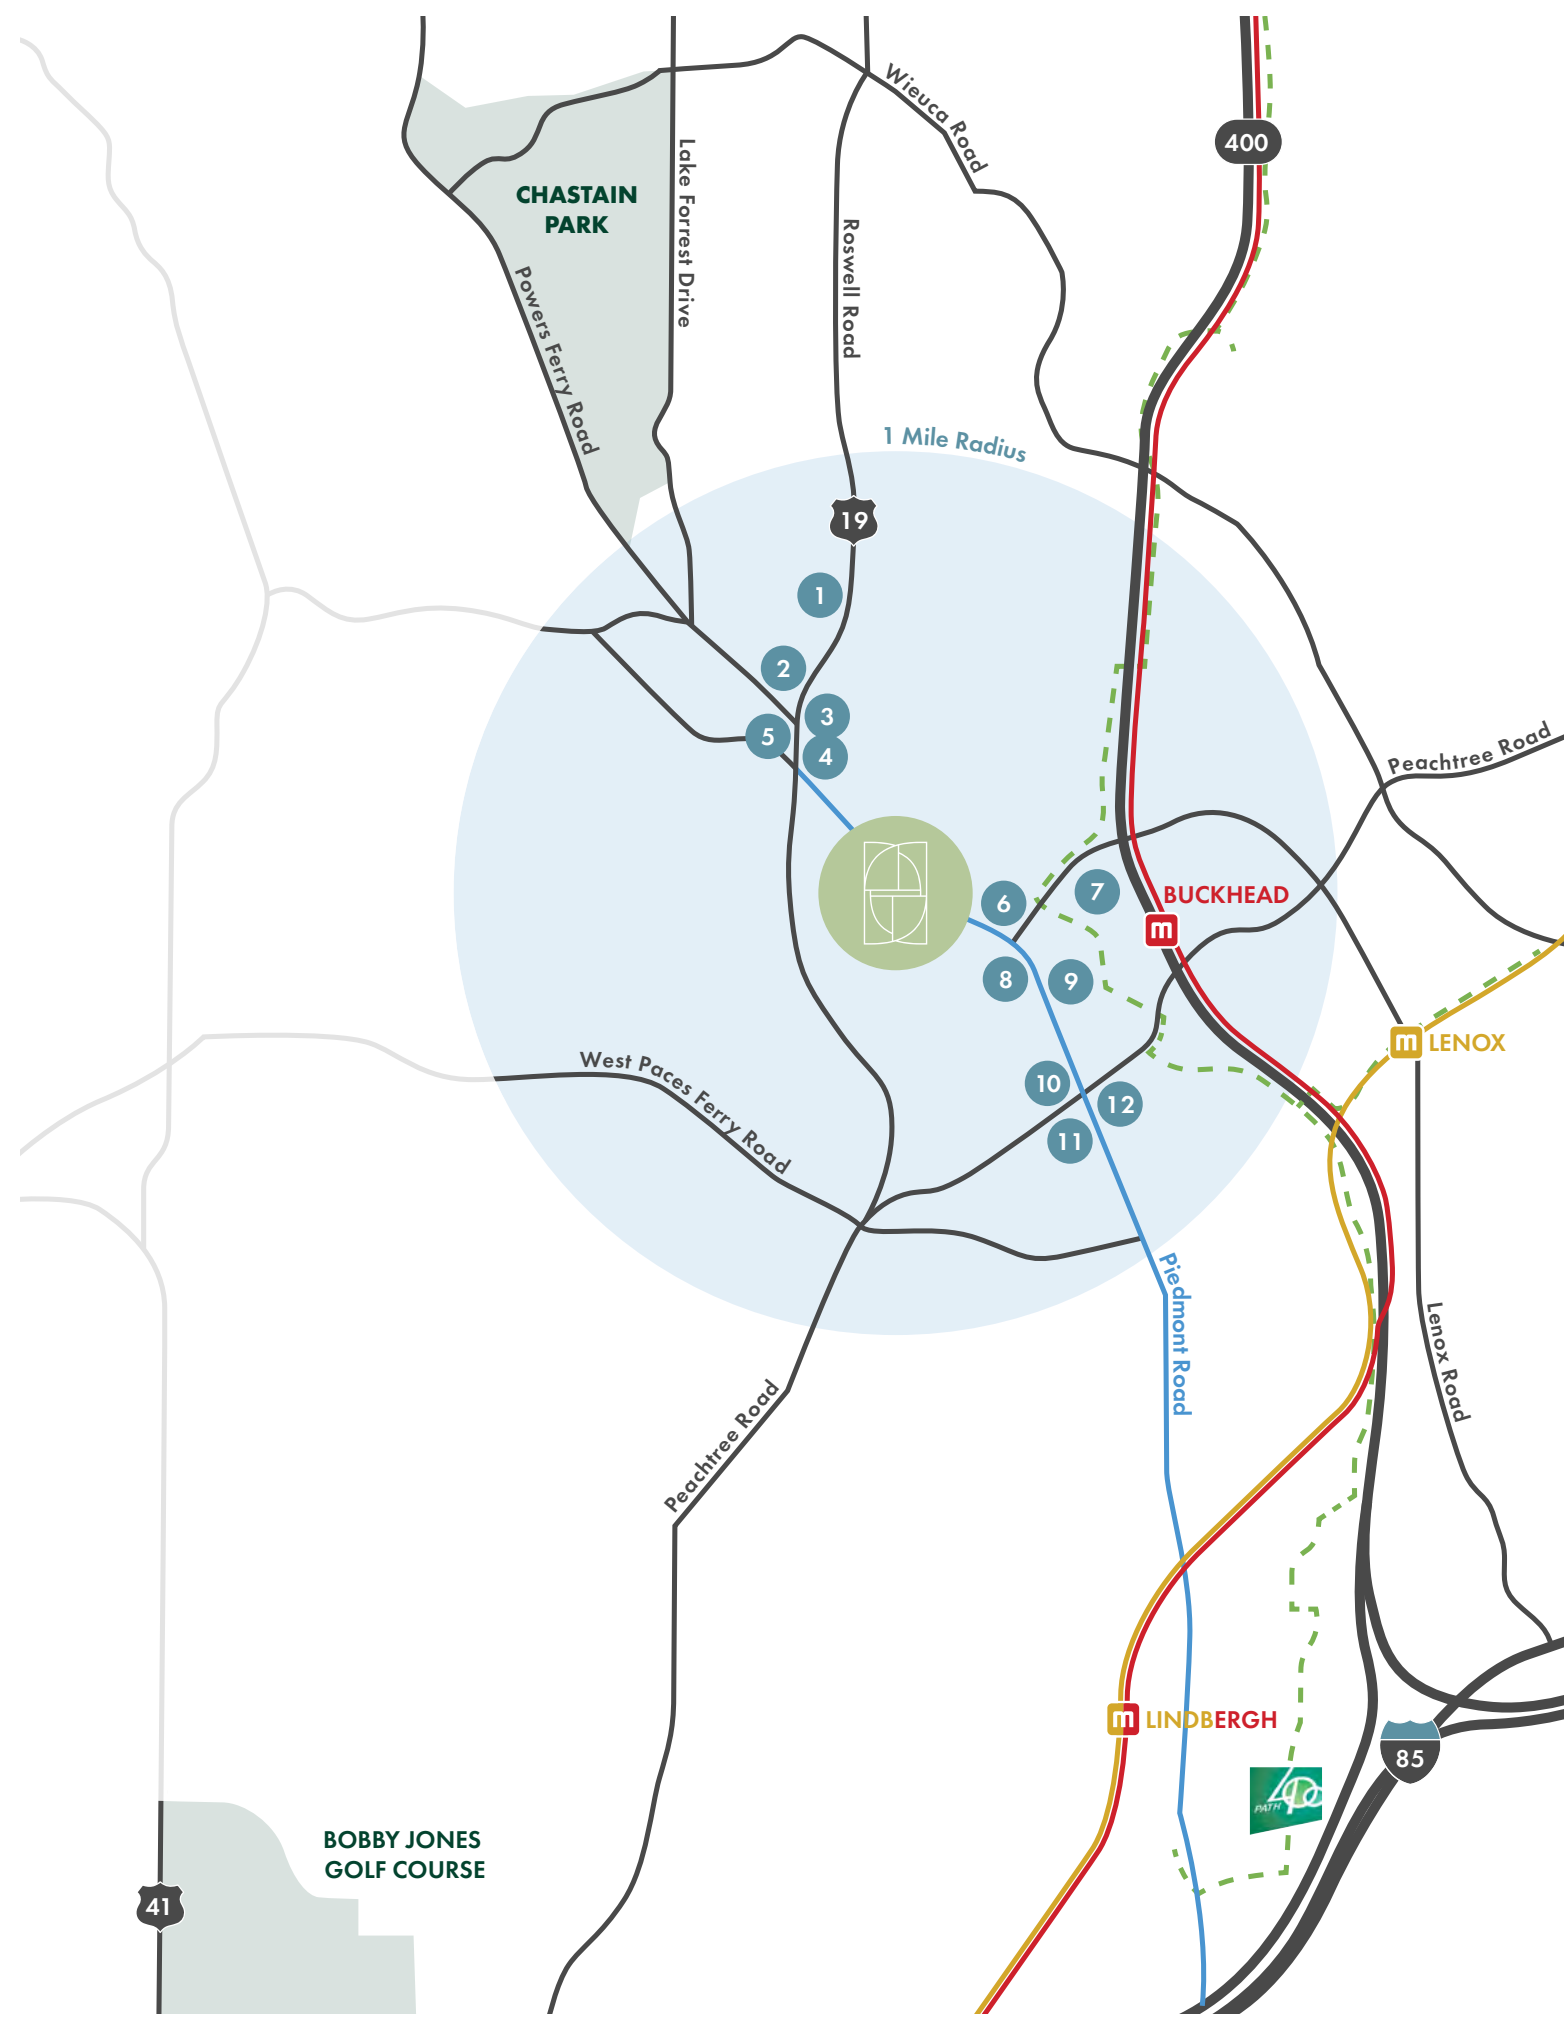 Wieuca Road
400
Lake Forrest Drive
CHASTAIN
PARK
Roswell Road
Powers Ferry Road
1 Mile Radius
19
1
2
3
5
4
Peachtree Road
7
6
BUCKHEAD
m
8
9
m LENOX
West Paces Ferry Road
10
12
11
Piedmont Road
Lenox Road
Peachtree Road
m LINDBERGH
85
PATH 400
BOBBY JONES
GOLF COURSE
41